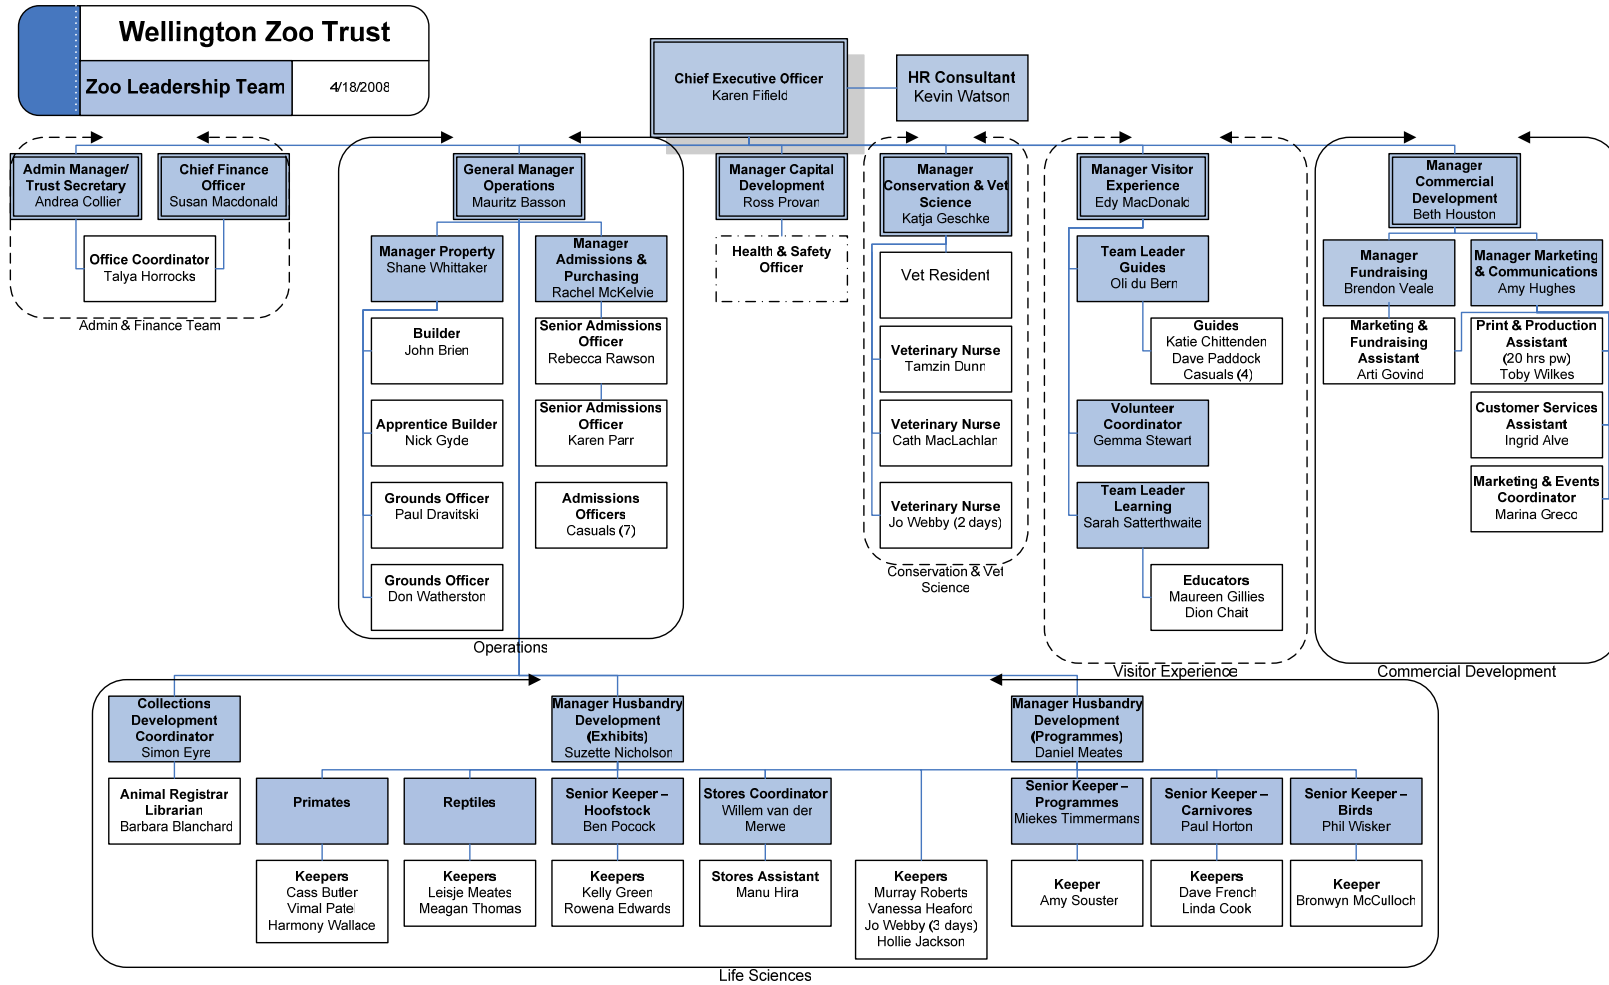 Wellington Zoo Trust
Zoo Leadership Team
4/18/2008
Chief Executive Officer
Karen Fifield
HR Consultant
Kevin Watson
Admin Manager/
Trust Secretary
Andrea Collier
Chief Finance
Officer
Susan Macdonald
Office Coordinator
Talya Horrocks
Admin & Finance Team
General Manager
Operations
Mauritz Basson
Manager Property
Shane Whittaker
Builder
John Brien
Apprentice Builder
Nick Gyde
Grounds Officer
Paul Dravitski
Grounds Officer
Don Watherston
Manager
Admissions &
Purchasing
Rachel McKelvie
Senior Admissions
Officer
Rebecca Rawson
Senior Admissions
Officer
Karen Parr
Admissions
Officers
Casuals (7)
Operations
Manager Capital
Development
Ross Provan
Health & Safety
Officer
Manager
Conservation & Vet
Science
Katja Geschke
Vet Resident
Veterinary Nurse
Tamzin Dunn
Veterinary Nurse
Cath MacLachlan
Veterinary Nurse
Jo Webby (2 days)
Conservation & Vet
Science
Manager Visitor
Experience
Edy MacDonald
Team Leader
Guides
Oli du Bern
Guides
Katie Chittenden
Dave Paddock
Casuals (4)
Volunteer
Coordinator
Gemma Stewart
Team Leader
Learning
Sarah Satterthwaite
Educators
Maureen Gillies
Dion Chait
Visitor Experience
Manager
Commercial
Development
Beth Houston
Manager
Fundraising
Brendon Veale
Marketing &
Fundraising
Assistant
Arti Govind
Manager Marketing
& Communications
Amy Hughes
Print & Production
Assistant
(20 hrs pw)
Toby Wilkes
Customer Services
Assistant
Ingrid Alve
Marketing & Events
Coordinator
Marina Greco
Commercial Development
Collections
Development
Coordinator
Simon Eyre
Animal Registrar
Librarian
Barbara Blanchard
Manager Husbandry
Development
(Exhibits)
Suzette Nicholson
Manager Husbandry
Development
(Programmes)
Daniel Meates
Primates
Keepers
Cass Butler
Vimal Patel
Harmony Wallace
Reptiles
Keepers
Leisje Meates
Meagan Thomas
Senior Keeper –
Hoofstock
Ben Pocock
Keepers
Kelly Green
Rowena Edwards
Stores Coordinator
Willem van der
Merwe
Stores Assistant
Manu Hira
Keepers
Murray Roberts
Vanessa Heaford
Jo Webby (3 days)
Hollie Jackson
Senior Keeper –
Programmes
Miekes Timmermans
Keeper
Amy Souster
Senior Keeper –
Carnivores
Paul Horton
Keepers
Dave French
Linda Cook
Senior Keeper –
Birds
Phil Wisker
Keeper
Bronwyn McCulloch
Life Sciences